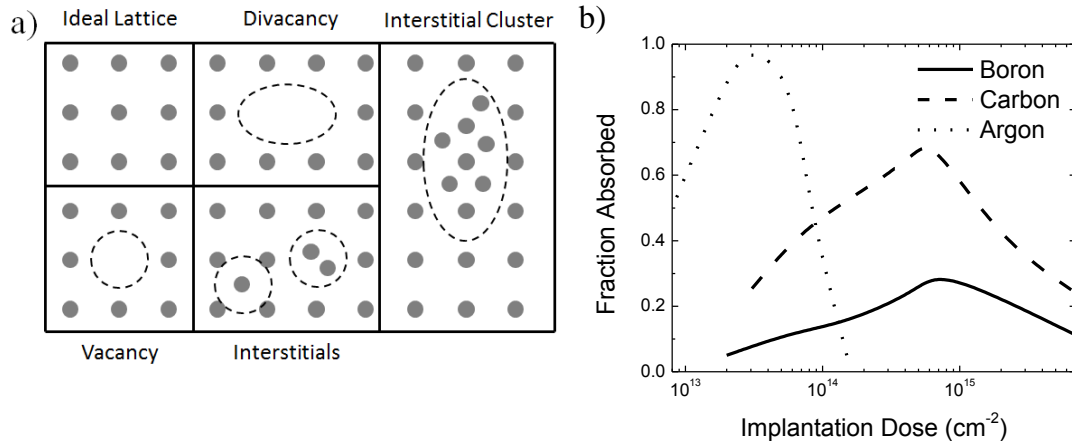 a)
Ideal Lattice
Divacancy
Interstitial Cluster
Vacancy
Interstitials
b)
1.0
0.8
0.6
0.4
0.2
0.0
Fraction Absorbed
Boron
Carbon
Argon
10^13
10^14
10^15
Implantation Dose (cm^-2)